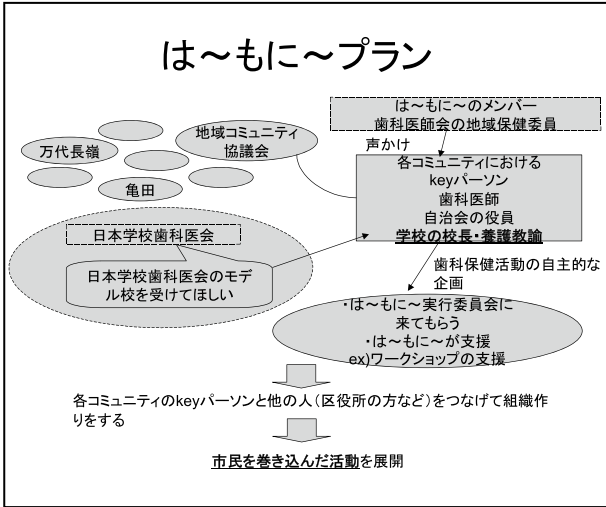 は～もに～プラン
は～もに～のメンバー
歯科医師会の地域保健委員
地域コミュニティ
協議会
万代長嶺
亀田
声かけ
各コミュニティにおける
keyパーソン
歯科医師
自治会の役員
学校の校長・養護教諭
日本学校歯科医会
日本学校歯科医会のモデ
ル校を受けてほしい
歯科保健活動の自主的な
企画
・は～もに～実行委員会に
来てもらう
・は～もに～が支援
ex)ワークショップの支援
各コミュニティのkeyパーソンと他の人（区役所の方など）をつなげて組織作
りをする
市民を巻き込んだ活動を展開